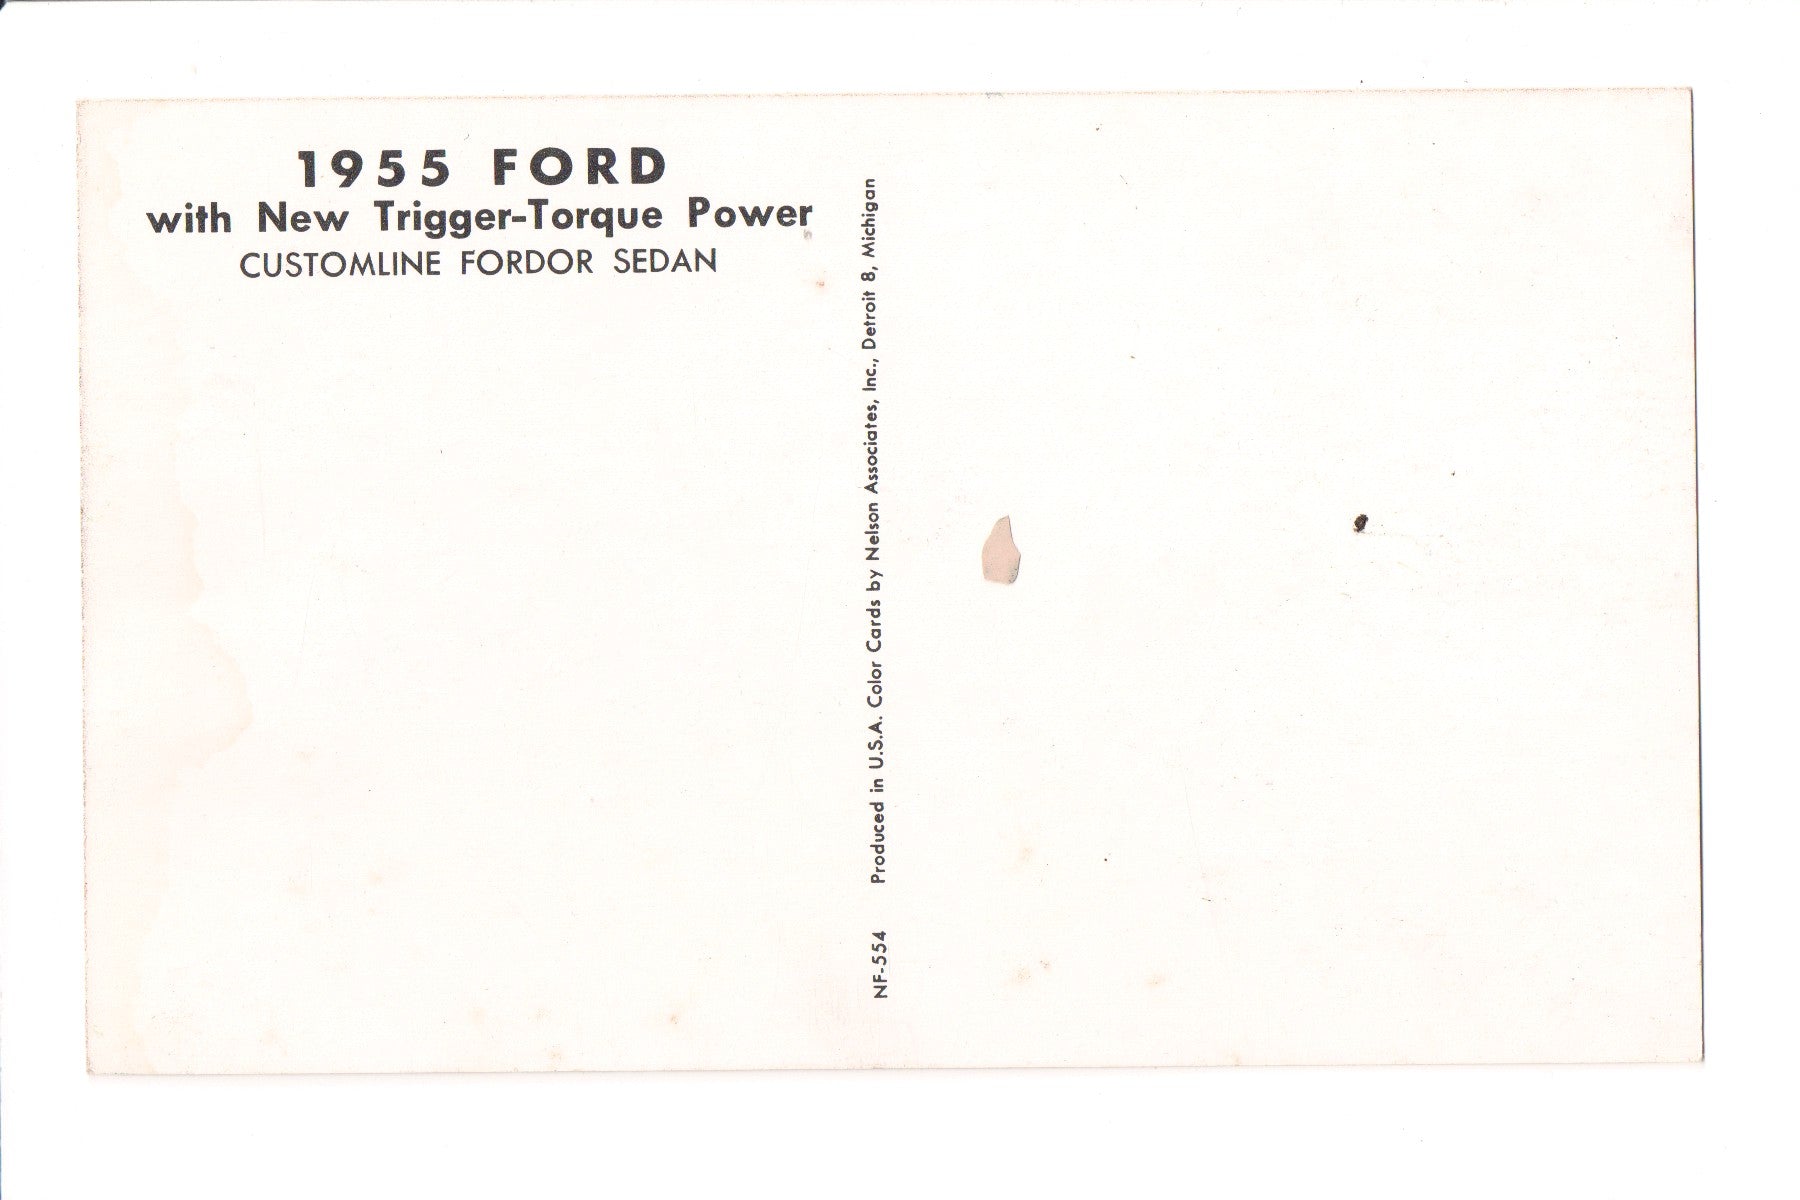 1955 FORD
with New Trigger-Torque Power
CUSTOMLINE FORDOR SEDAN
NF-554 Produced in U.S.A. Color Cards by Nelson Associates, Inc., Detroit 8, Michigan